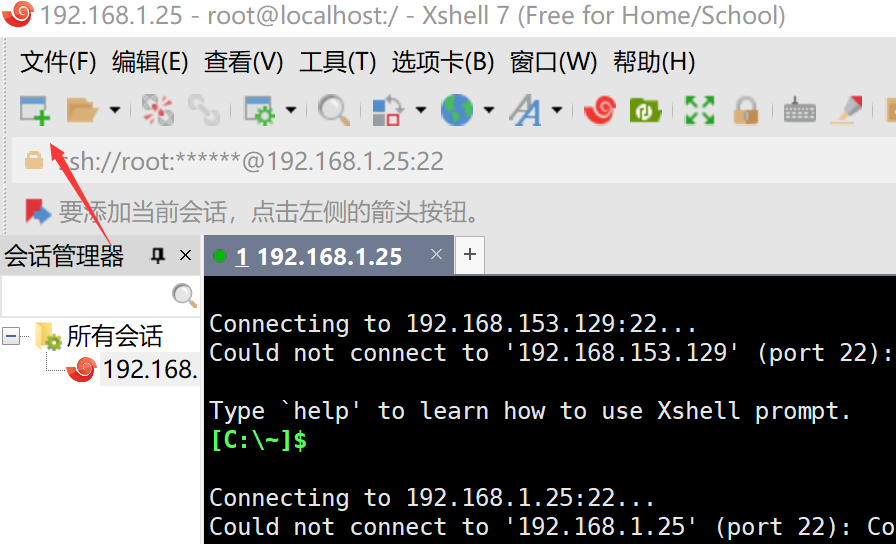 192.168.1.25 - root@localhost:/ - Xshell 7 (Free for Home/School)
文件(F) 编辑(E) 查看(V) 工具(T) 选项卡(B) 窗口(W) 帮助(H)
ssh://root:******@192.168.1.25:22
要添加当前会话，点击左侧的箭头按钮。
会话管理器
1 192.168.1.25
所有会话
192.168.
Connecting to 192.168.153.129:22...
Could not connect to '192.168.153.129' (port 22):
Type `help' to learn how to use Xshell prompt.
[C:\~]$
Connecting to 192.168.1.25:22...
Could not connect to '192.168.1.25' (port 22): Co